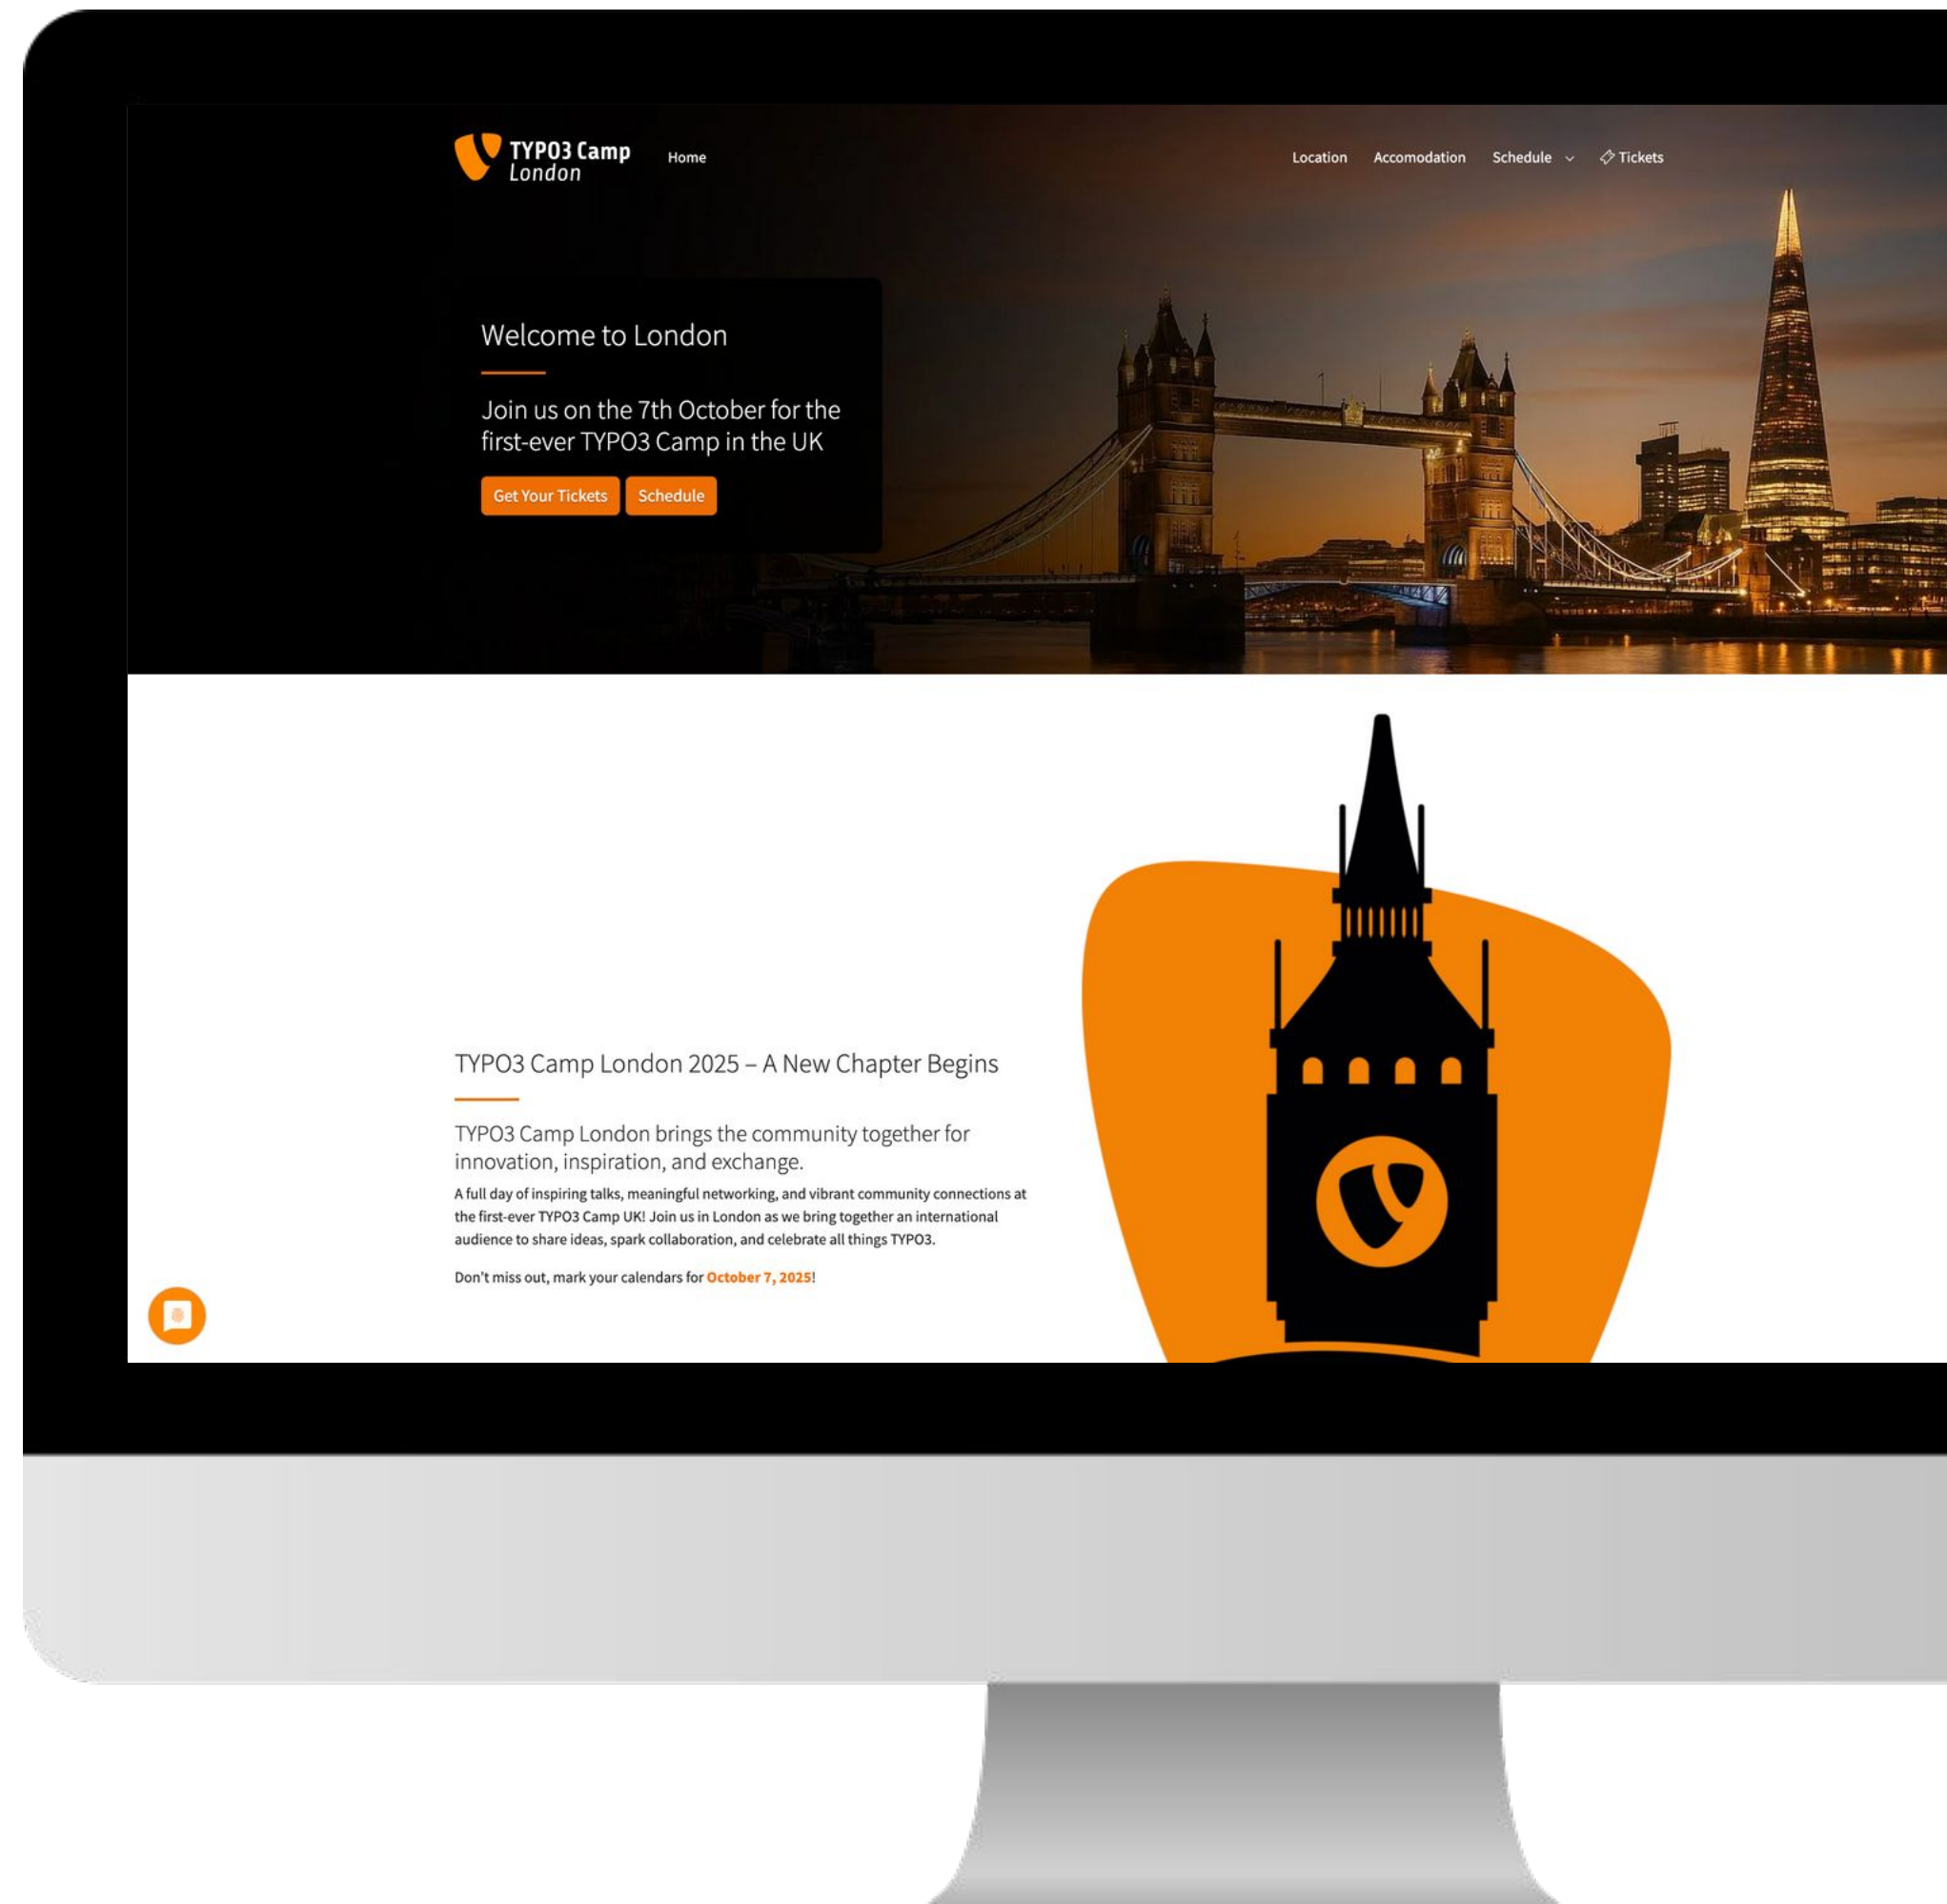 TYPO3 Camp
London
Home
Location Accomodation Schedule Tickets
Welcome to London
Join us on the 7th October for the
first-ever TYPO3 Camp in the UK
Get Your Tickets Schedule
TYPO3 Camp London 2025 – A New Chapter Begins
TYPO3 Camp London brings the community together for
innovation, inspiration, and exchange.
A full day of inspiring talks, meaningful networking, and vibrant community connections at
the first-ever TYPO3 Camp UK! Join us in London as we bring together an international
audience to share ideas, spark collaboration, and celebrate all things TYPO3.
Don't miss out, mark your calendars for October 7, 2025!